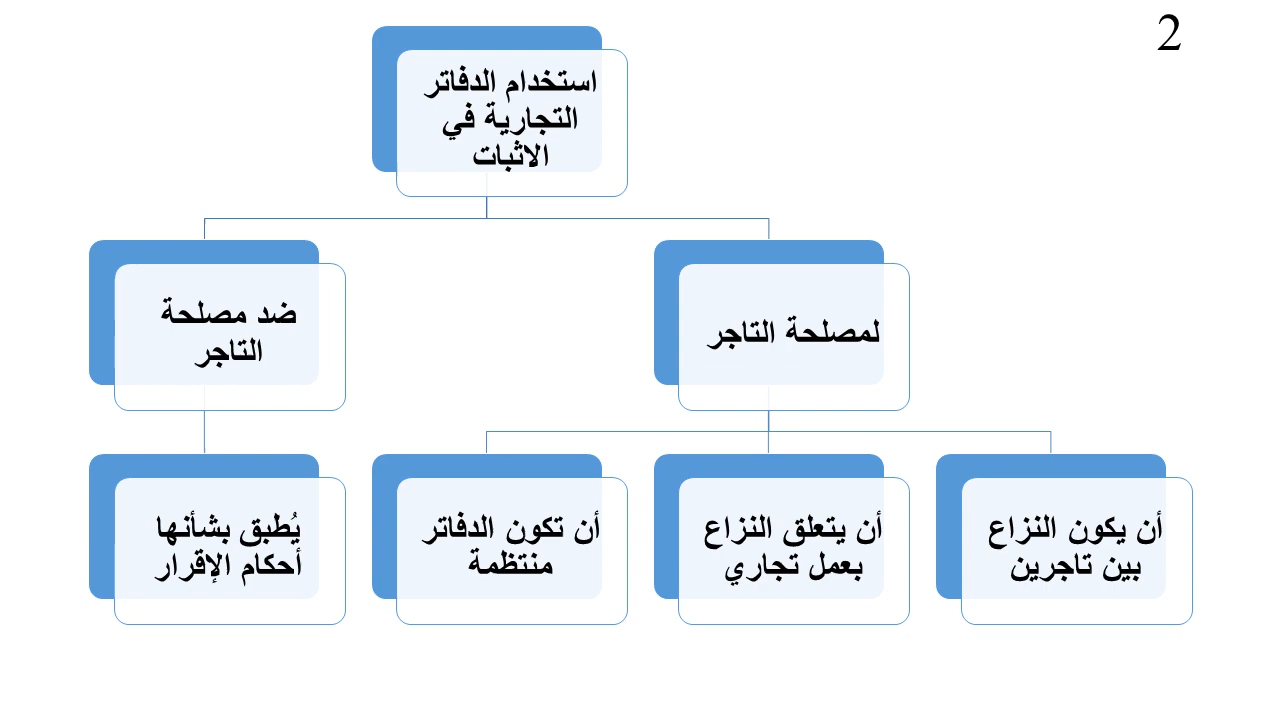 2
استخدام الدفاتر
التجارية في
الاثبات
لمصلحة التاجر
ضد مصلحة
التاجر
أن يكون النزاع
بين تاجرين
أن يتعلق النزاع
بعمل تجاري
أن تكون الدفاتر
منتظمة
يُطبق بشأنها
أحكام الإقرار